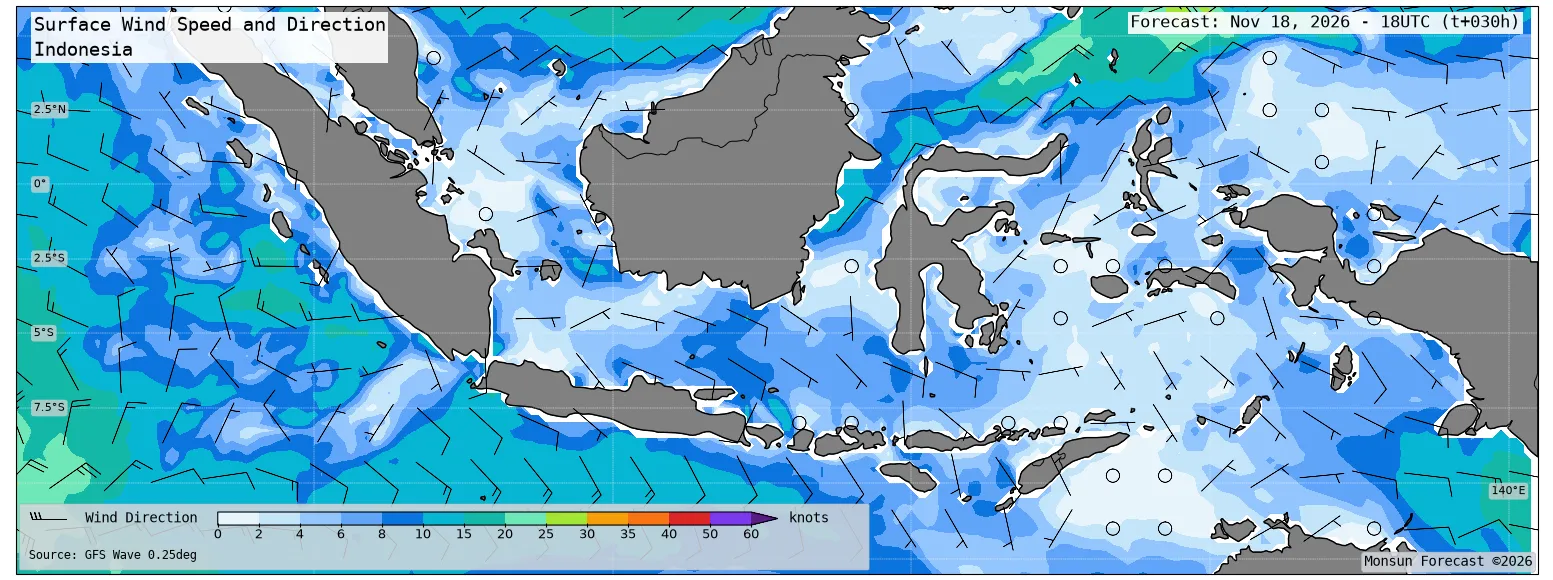 Surface Wind Speed and Direction
Indonesia
Forecast: Nov 18, 2026 - 18UTC (t+030h)
2.5°N
0°
2.5°S
5°S
7.5°S
140°E
Wind Direction
0 2 4 6 8 10 15 20 25 30 35 40 50 60
knots
Source: GFS Wave 0.25deg
Monsun Forecast ©2026